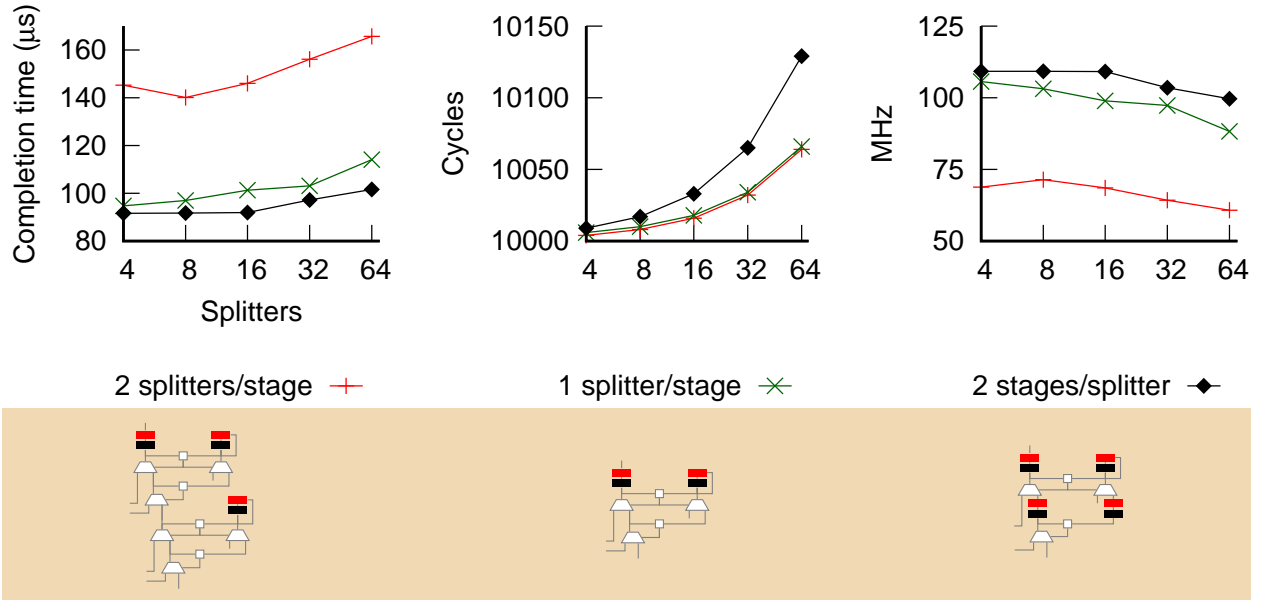 Completion time (μs)
160
140
120
100
80
4 8 16 32 64
Splitters
Cycles
10150
10100
10050
10000
4 8 16 32 64
MHz
125
100
75
50
4 8 16 32 64
2 splitters/stage
1 splitter/stage
2 stages/splitter